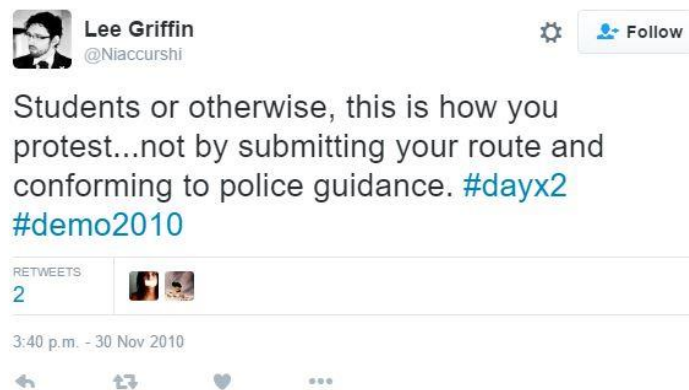 Lee Griffin
@Niaccurshi
Follow
Students or otherwise, this is how you
protest...not by submitting your route and
conforming to police guidance. #dayx2
#demo2010
RETWEETS
2
3:40 p.m. - 30 Nov 2010